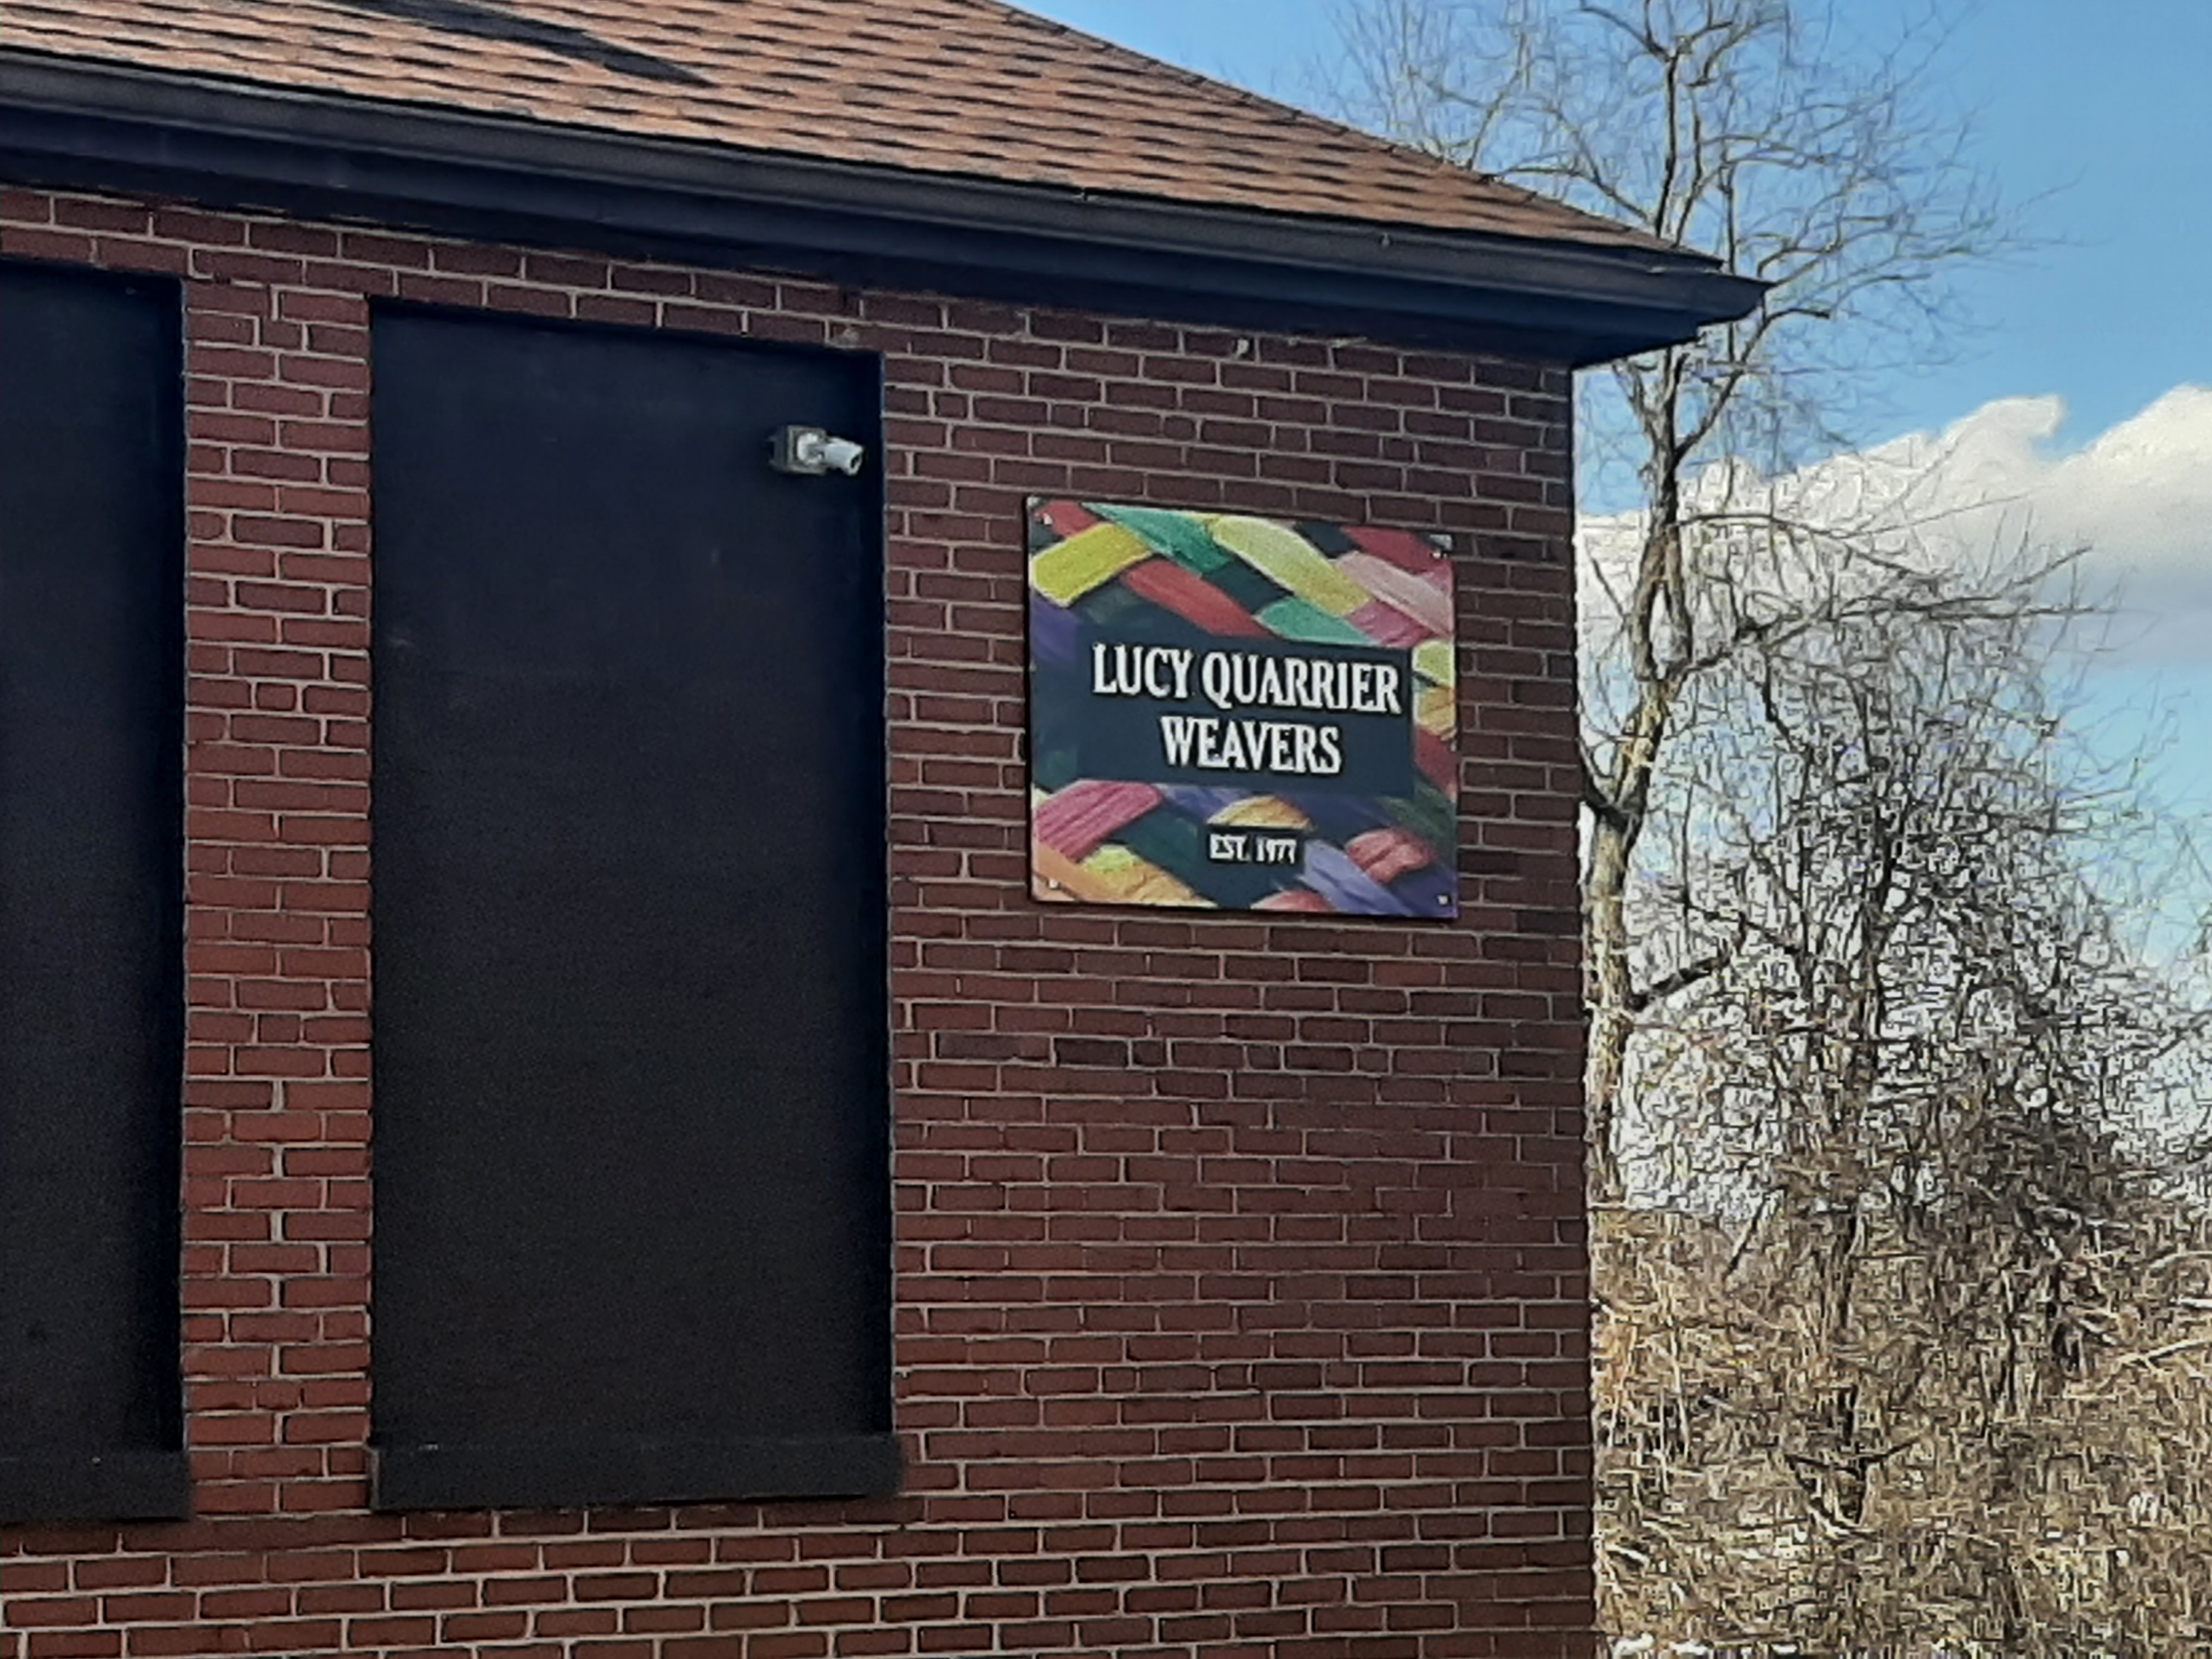 LUCY QUARRIER
WEAVERS
EST. 1977